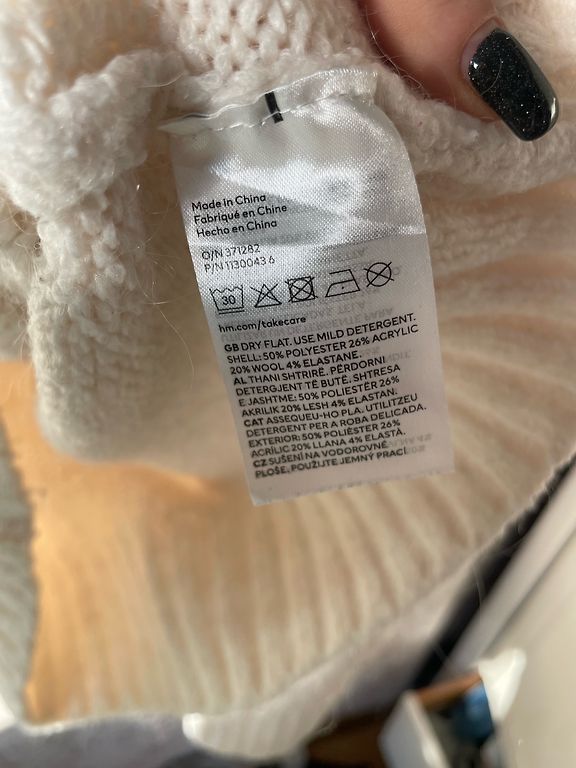 Made in China
Fabriqué en Chine
Hecho en China
O/N 371282
P/N 1130043 6
30
hm.com/takecare
GB DRY FLAT. USE MILD DETERGENT.
SHELL: 50% POLYESTER 26% ACRYLIC
20% WOOL 4% ELASTANE.
AL THANI SHTRIRË. PËRDORNI
DETERGJENT TË BUTË. SHTRESA
E JASHTME: 50% POLIESTËR 26%
AKRILIK 20% LESH 4% ELASTAN.
CAT ASSEQUEU-HO PLA. UTILITZEU
DETERGENT PER A ROBA DELICADA.
EXTERIOR: 50% POLIÈSTER 26%
ACRÍLIC 20% LLANA 4% ELASTÀ.
CZ SUŠENÍ NA VODOROVNÉ
PLOŠE, POUŽIJTE JEMNÝ PRACÍ